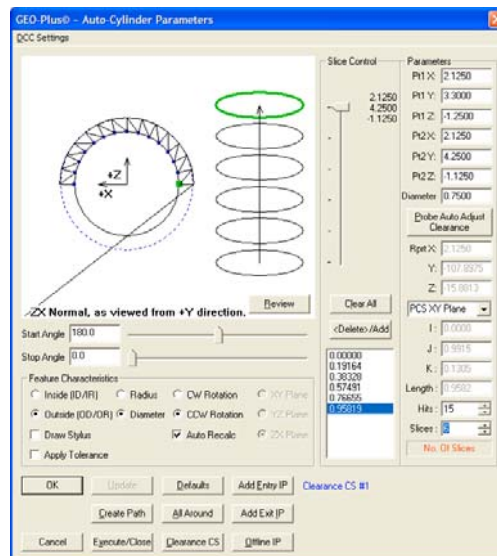 GEO-Plus© - Auto-Cylinder Parameters
DCC Settings
+Z
+X
ZX Normal, as viewed from +Y direction.
Review
Start Angle 180.0
Stop Angle 0.0
Feature Characteristics
Inside (ID/IR) Radius CW Rotation XY Plane
Outside (OD/OR) Diameter CCW Rotation YZ Plane
Draw Stylus Auto Recalc ZX Plane
Apply Tolerance
OK Update Defaults Add Entry IP Clearance CS #1
Create Path All Around Add Exit IP
Cancel Execute/Close Clearance CS Offline IP
Slice Control
2.1250
4.2500
-1.1250
Clear All
<Delete>/Add
0.00000
0.19164
0.38328
0.57491
0.76655
0.95819
Parameters
Pt1 X: 2.1250
Pt1 Y: 3.3000
Pt1 Z: -1.2500
Pt2 X: 2.1250
Pt2 Y: 4.2500
Pt2 Z: -1.1250
Diameter 0.7500
Probe Auto Adjust
Clearance
Rprt X: 2.1250
Y: -107.8975
Z: 15.8813
PCS XY Plane
I : 0.0000
J : 0.9915
K : 0.1305
Length : 0.9582
Hits : 15
Slices : 6
No. Of Slices